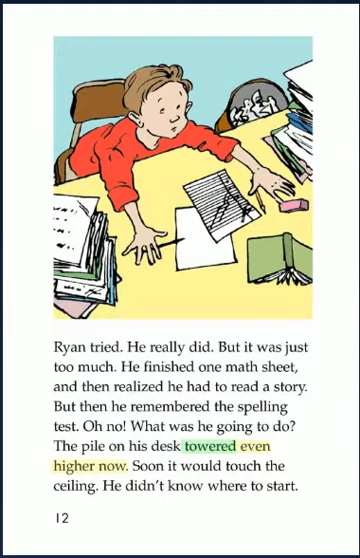 Ryan tried. He really did. But it was just
too much. He finished one math sheet,
and then realized he had to read a story.
But then he remembered the spelling
test. Oh no! What was he going to do?
The pile on his desk towered even
higher now. Soon it would touch the
ceiling. He didn't know where to start.
12